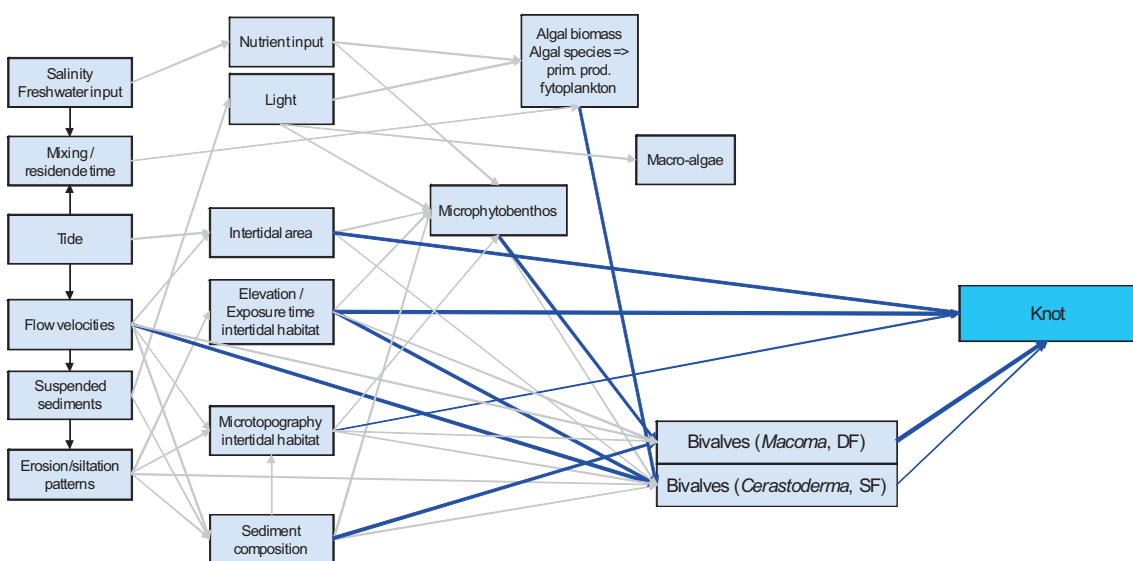 Nutrient input
Algal biomass
Algal species =>
prim. prod.
fytoplankton
Salinity
Freshwater input
Light
Mixing /
residende time
Macro-algae
Microphytobenthos
Tide
Intertidal area
Elevation /
Exposure time
intertidal habitat
Flow velocities
Knot
Suspended
sediments
Microtopography
intertidal habitat
Bivalves (Macoma, DF)
Erosion/siltation
patterns
Bivalves (Cerastoderma, SF)
Sediment
composition